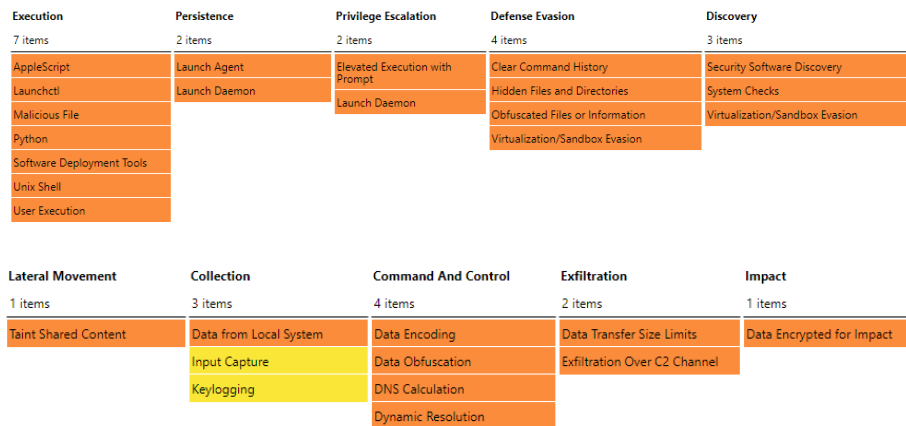 Execution
7 items
AppleScript
Launchctl
Malicious File
Python
Software Deployment Tools
Unix Shell
User Execution
Persistence
2 items
Launch Agent
Launch Daemon
Privilege Escalation
2 items
Elevated Execution with
Prompt
Launch Daemon
Defense Evasion
4 items
Clear Command History
Hidden Files and Directories
Obfuscated Files or Information
Virtualization/Sandbox Evasion
Discovery
3 items
Security Software Discovery
System Checks
Virtualization/Sandbox Evasion
Lateral Movement
1 items
Taint Shared Content
Collection
3 items
Data from Local System
Input Capture
Keylogging
Command And Control
4 items
Data Encoding
Data Obfuscation
DNS Calculation
Dynamic Resolution
Exfiltration
2 items
Data Transfer Size Limits
Exfiltration Over C2 Channel
Impact
1 items
Data Encrypted for Impact